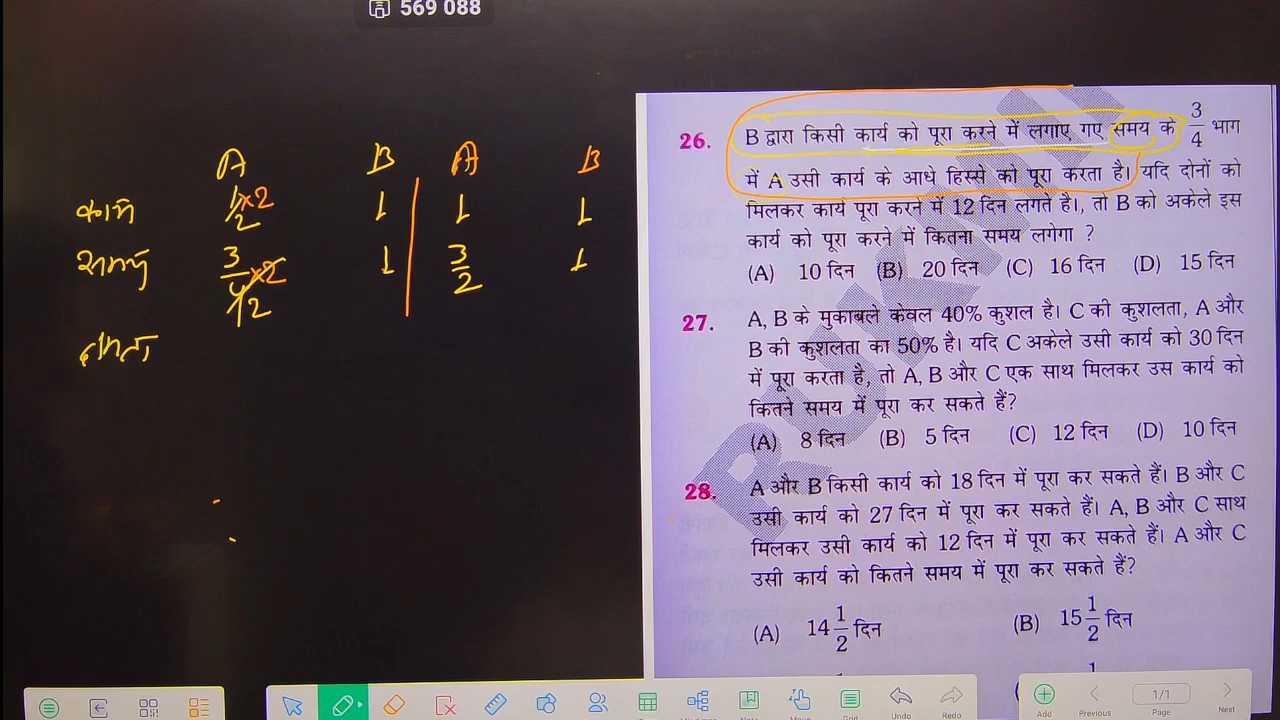 569 088
A B A B
काम 1/2 ×2 1 1 1
समय 3/4 ×2 2 1 3/2 1
क्षमता
26. B द्वारा किसी कार्य को पूरा करने में लगाए गए समय के 3/4 भाग
में A उसी कार्य के आधे हिस्से को पूरा करता है। यदि दोनों को
मिलकर कार्य पूरा करने में 12 दिन लगते है।, तो B को अकेले इस
कार्य को पूरा करने में कितना समय लगेगा ?
(A) 10 दिन (B) 20 दिन (C) 16 दिन (D) 15 दिन
27. A, B के मुकाबले केवल 40% कुशल है। C की कुशलता, A और
B की कुशलता का 50% है। यदि C अकेले उसी कार्य को 30 दिन
में पूरा करता है, तो A, B और C एक साथ मिलकर उस कार्य को
कितने समय में पूरा कर सकते हैं?
(A) 8 दिन (B) 5 दिन (C) 12 दिन (D) 10 दिन
28. A और B किसी कार्य को 18 दिन में पूरा कर सकते हैं। B और C
उसी कार्य को 27 दिन में पूरा कर सकते हैं। A, B और C साथ
मिलकर उसी कार्य को 12 दिन में पूरा कर सकते हैं। A और C
उसी कार्य को कितने समय में पूरा कर सकते हैं?
(A) 14 1/2 दिन (B) 15 1/2 दिन
Add Previous 1/1 Page Next
Undo Redo